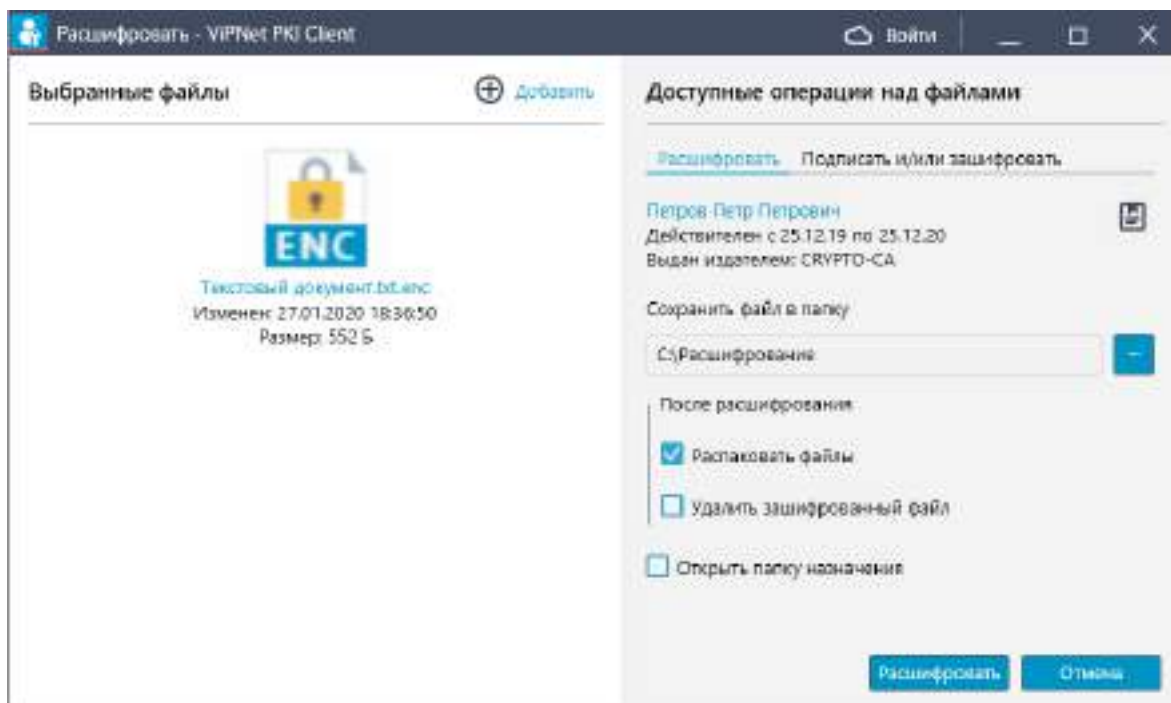 Расшифровать - ViPNet PKI Client
Войти
Выбранные файлы
Добавить
ENC
Текстовый документ.txt.enc
Изменен: 27.01.2020 18:36:50
Размер: 552 Б
Доступные операции над файлами
Расшифровать Подписать и/или зашифровать
Петров Петр Петрович
Действителен с 25.12.19 по 25.12.20
Выдан издателем: CRYPTO-CA
Сохранить файл в папку
C:\Расшифрование
...
После расшифрования
Распаковать файлы
Удалить зашифрованный файл
Открыть папку назначения
Расшифровать
Отмена